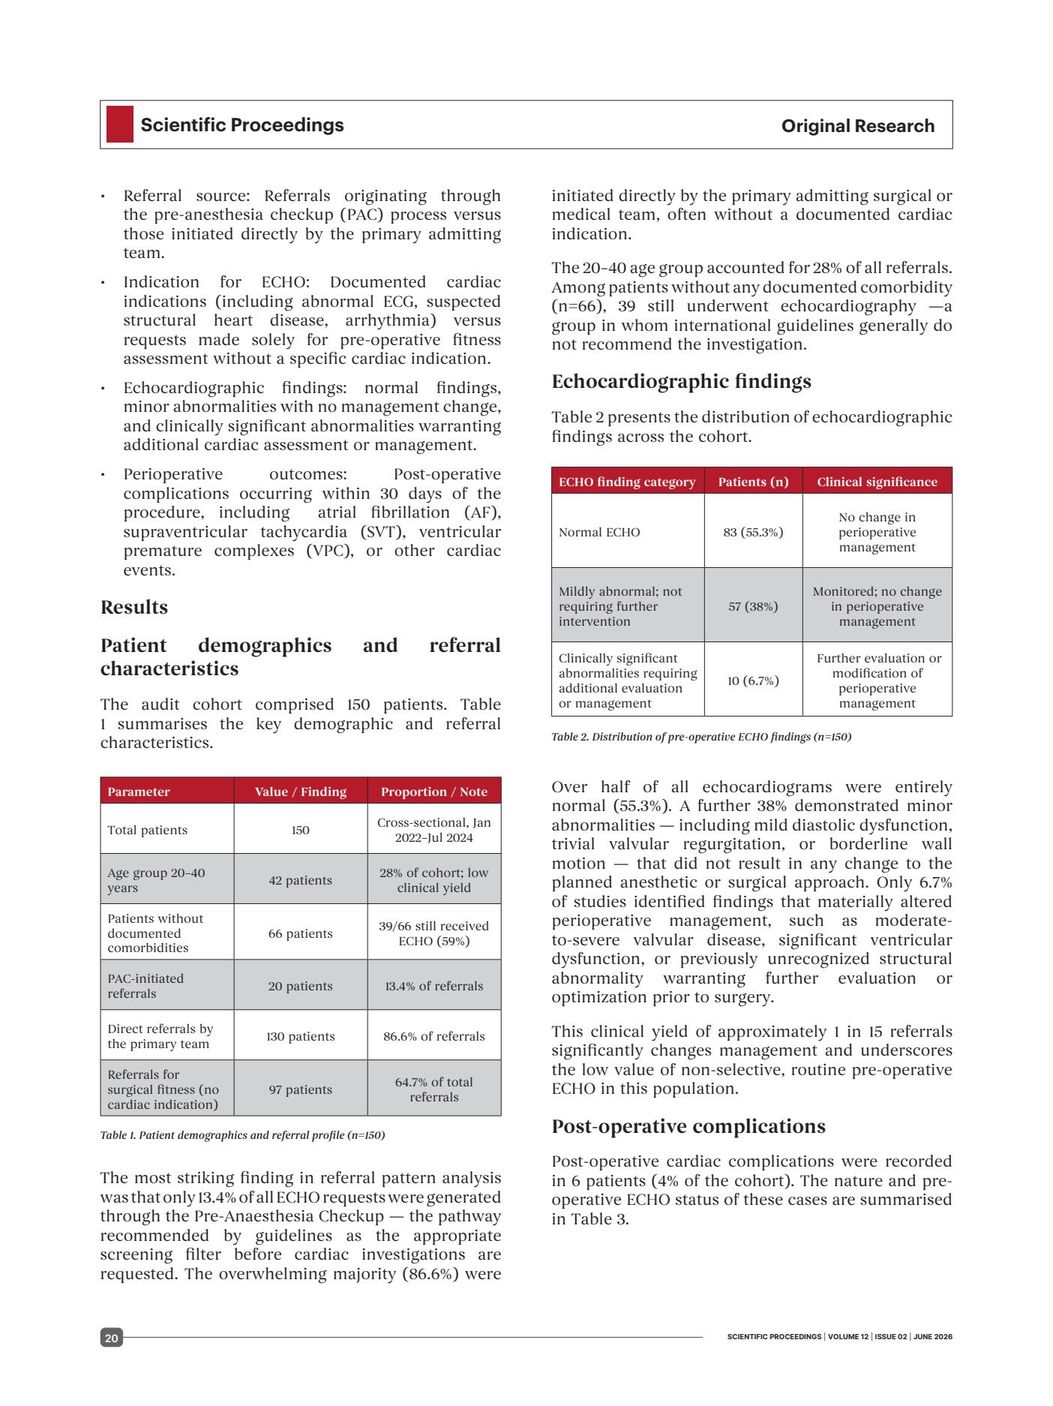 Scientific Proceedings
Original Research
• Referral source: Referrals originating through
the pre-anesthesia checkup (PAC) process versus
those initiated directly by the primary admitting
team.
• Indication for ECHO: Documented cardiac
indications (including abnormal ECG, suspected
structural heart disease, arrhythmia) versus
requests made solely for pre-operative fitness
assessment without a specific cardiac indication.
• Echocardiographic findings: normal findings,
minor abnormalities with no management change,
and clinically significant abnormalities warranting
additional cardiac assessment or management.
• Perioperative outcomes: Post-operative
complications occurring within 30 days of the
procedure, including atrial fibrillation (AF),
supraventricular tachycardia (SVT), ventricular
premature complexes (VPC), or other cardiac
events.
Results
Patient demographics and referral
characteristics
The audit cohort comprised 150 patients. Table
1 summarises the key demographic and referral
characteristics.
Parameter
Value / Finding
Proportion / Note
Total patients
150
Cross-sectional, Jan
2022–Jul 2024
Age group 20–40
years
42 patients
28% of cohort; low
clinical yield
Patients without
documented
comorbidities
66 patients
39/66 still received
ECHO (59%)
PAC-initiated
referrals
20 patients
13.4% of referrals
Direct referrals by
the primary team
130 patients
86.6% of referrals
Referrals for
surgical fitness (no
cardiac indication)
97 patients
64.7% of total
referrals
Table 1. Patient demographics and referral profile (n=150)
The most striking finding in referral pattern analysis
was that only 13.4% of all ECHO requests were generated
through the Pre-Anaesthesia Checkup — the pathway
recommended by guidelines as the appropriate
screening filter before cardiac investigations are
requested. The overwhelming majority (86.6%) were
initiated directly by the primary admitting surgical or
medical team, often without a documented cardiac
indication.
The 20–40 age group accounted for 28% of all referrals.
Among patients without any documented comorbidity
(n=66), 39 still underwent echocardiography —a
group in whom international guidelines generally do
not recommend the investigation.
Echocardiographic findings
Table 2 presents the distribution of echocardiographic
findings across the cohort.
ECHO finding category
Patients (n)
Clinical significance
Normal ECHO
83 (55.3%)
No change in
perioperative
management
Mildly abnormal; not
requiring further
intervention
57 (38%)
Monitored; no change
in perioperative
management
Clinically significant
abnormalities requiring
additional evaluation
or management
10 (6.7%)
Further evaluation or
modification of
perioperative
management
Table 2. Distribution of pre-operative ECHO findings (n=150)
Over half of all echocardiograms were entirely
normal (55.3%). A further 38% demonstrated minor
abnormalities — including mild diastolic dysfunction,
trivial valvular regurgitation, or borderline wall
motion — that did not result in any change to the
planned anesthetic or surgical approach. Only 6.7%
of studies identified findings that materially altered
perioperative management, such as moderate-
to-severe valvular disease, significant ventricular
dysfunction, or previously unrecognized structural
abnormality warranting further evaluation or
optimization prior to surgery.
This clinical yield of approximately 1 in 15 referrals
significantly changes management and underscores
the low value of non-selective, routine pre-operative
ECHO in this population.
Post-operative complications
Post-operative cardiac complications were recorded
in 6 patients (4% of the cohort). The nature and pre-
operative ECHO status of these cases are summarised
in Table 3.
20
SCIENTIFIC PROCEEDINGS | VOLUME 12 | ISSUE 02 | JUNE 2026